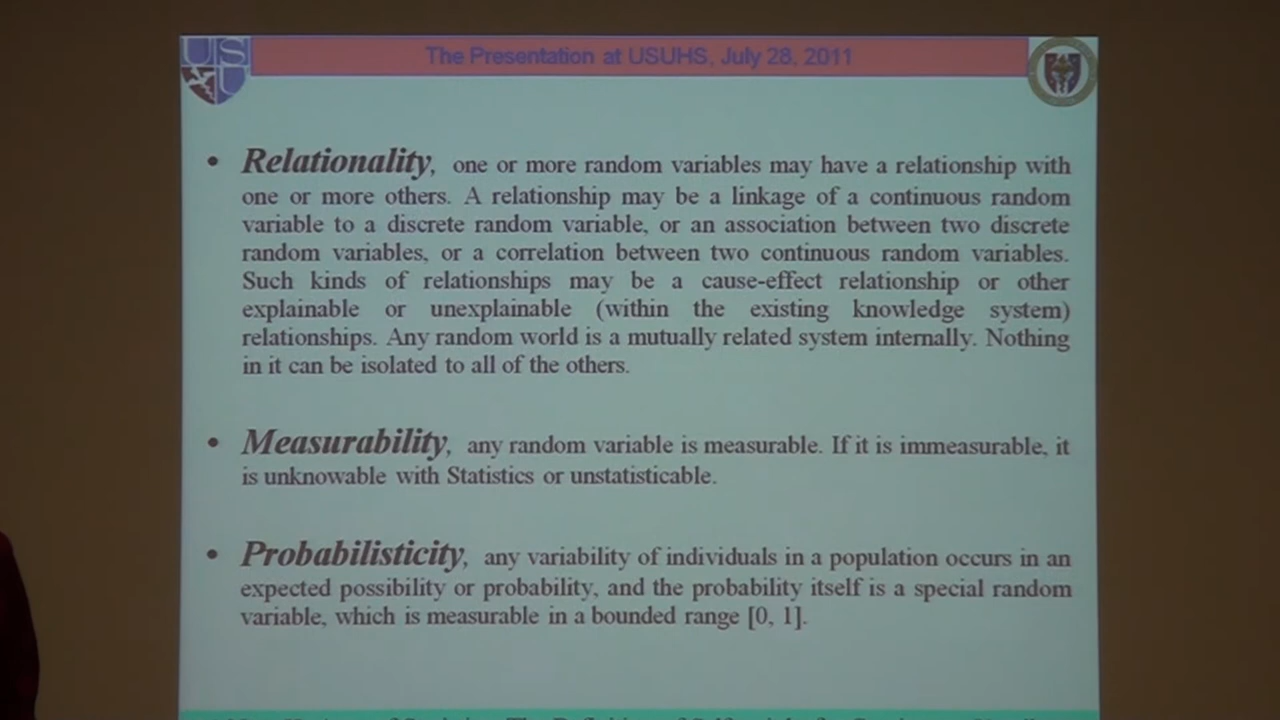 The Presentation at USUHS, July 28, 2011
US
U
• Relationality, one or more random variables may have a relationship with
one or more others. A relationship may be a linkage of a continuous random
variable to a discrete random variable, or an association between two discrete
random variables, or a correlation between two continuous random variables.
Such kinds of relationships may be a cause-effect relationship or other
explainable or unexplainable (within the existing knowledge system)
relationships. Any random world is a mutually related system internally. Nothing
in it can be isolated to all of the others.
• Measurability, any random variable is measurable. If it is immeasurable, it
is unknowable with Statistics or unstatisticable.
• Probabilisticity, any variability of individuals in a population occurs in an
expected possibility or probability, and the probability itself is a special random
variable, which is measurable in a bounded range [0, 1].